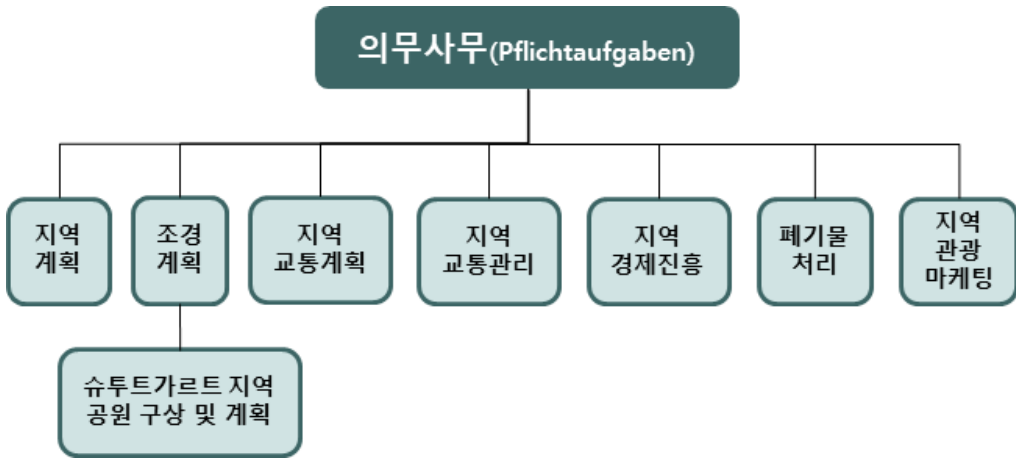 의무사무(Pflichtaufgaben)
지역
계획
조경
계획
지역
교통계획
지역
교통관리
지역
경제진흥
폐기물
처리
지역
관광
마케팅
슈투트가르트 지역
공원 구상 및 계획